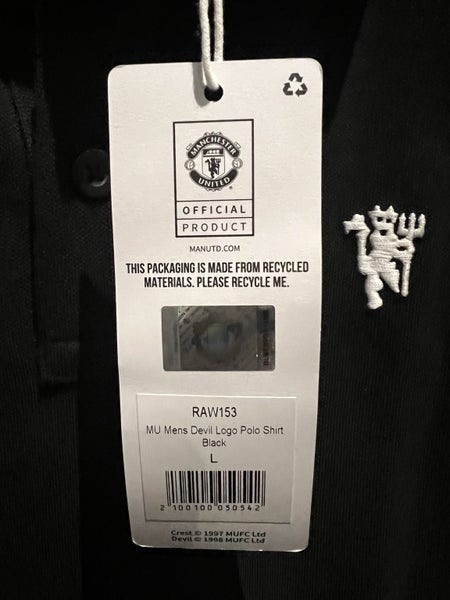 MANCHESTER
UNITED
OFFICIAL
PRODUCT
MANUTD.COM
THIS PACKAGING IS MADE FROM RECYCLED
MATERIALS. PLEASE RECYCLE ME.
RAW153
MU Mens Devil Logo Polo Shirt
Black
L
2 100100 050542
Crest © 1997 MUFC Ltd
Devil © 1998 MUFC Ltd